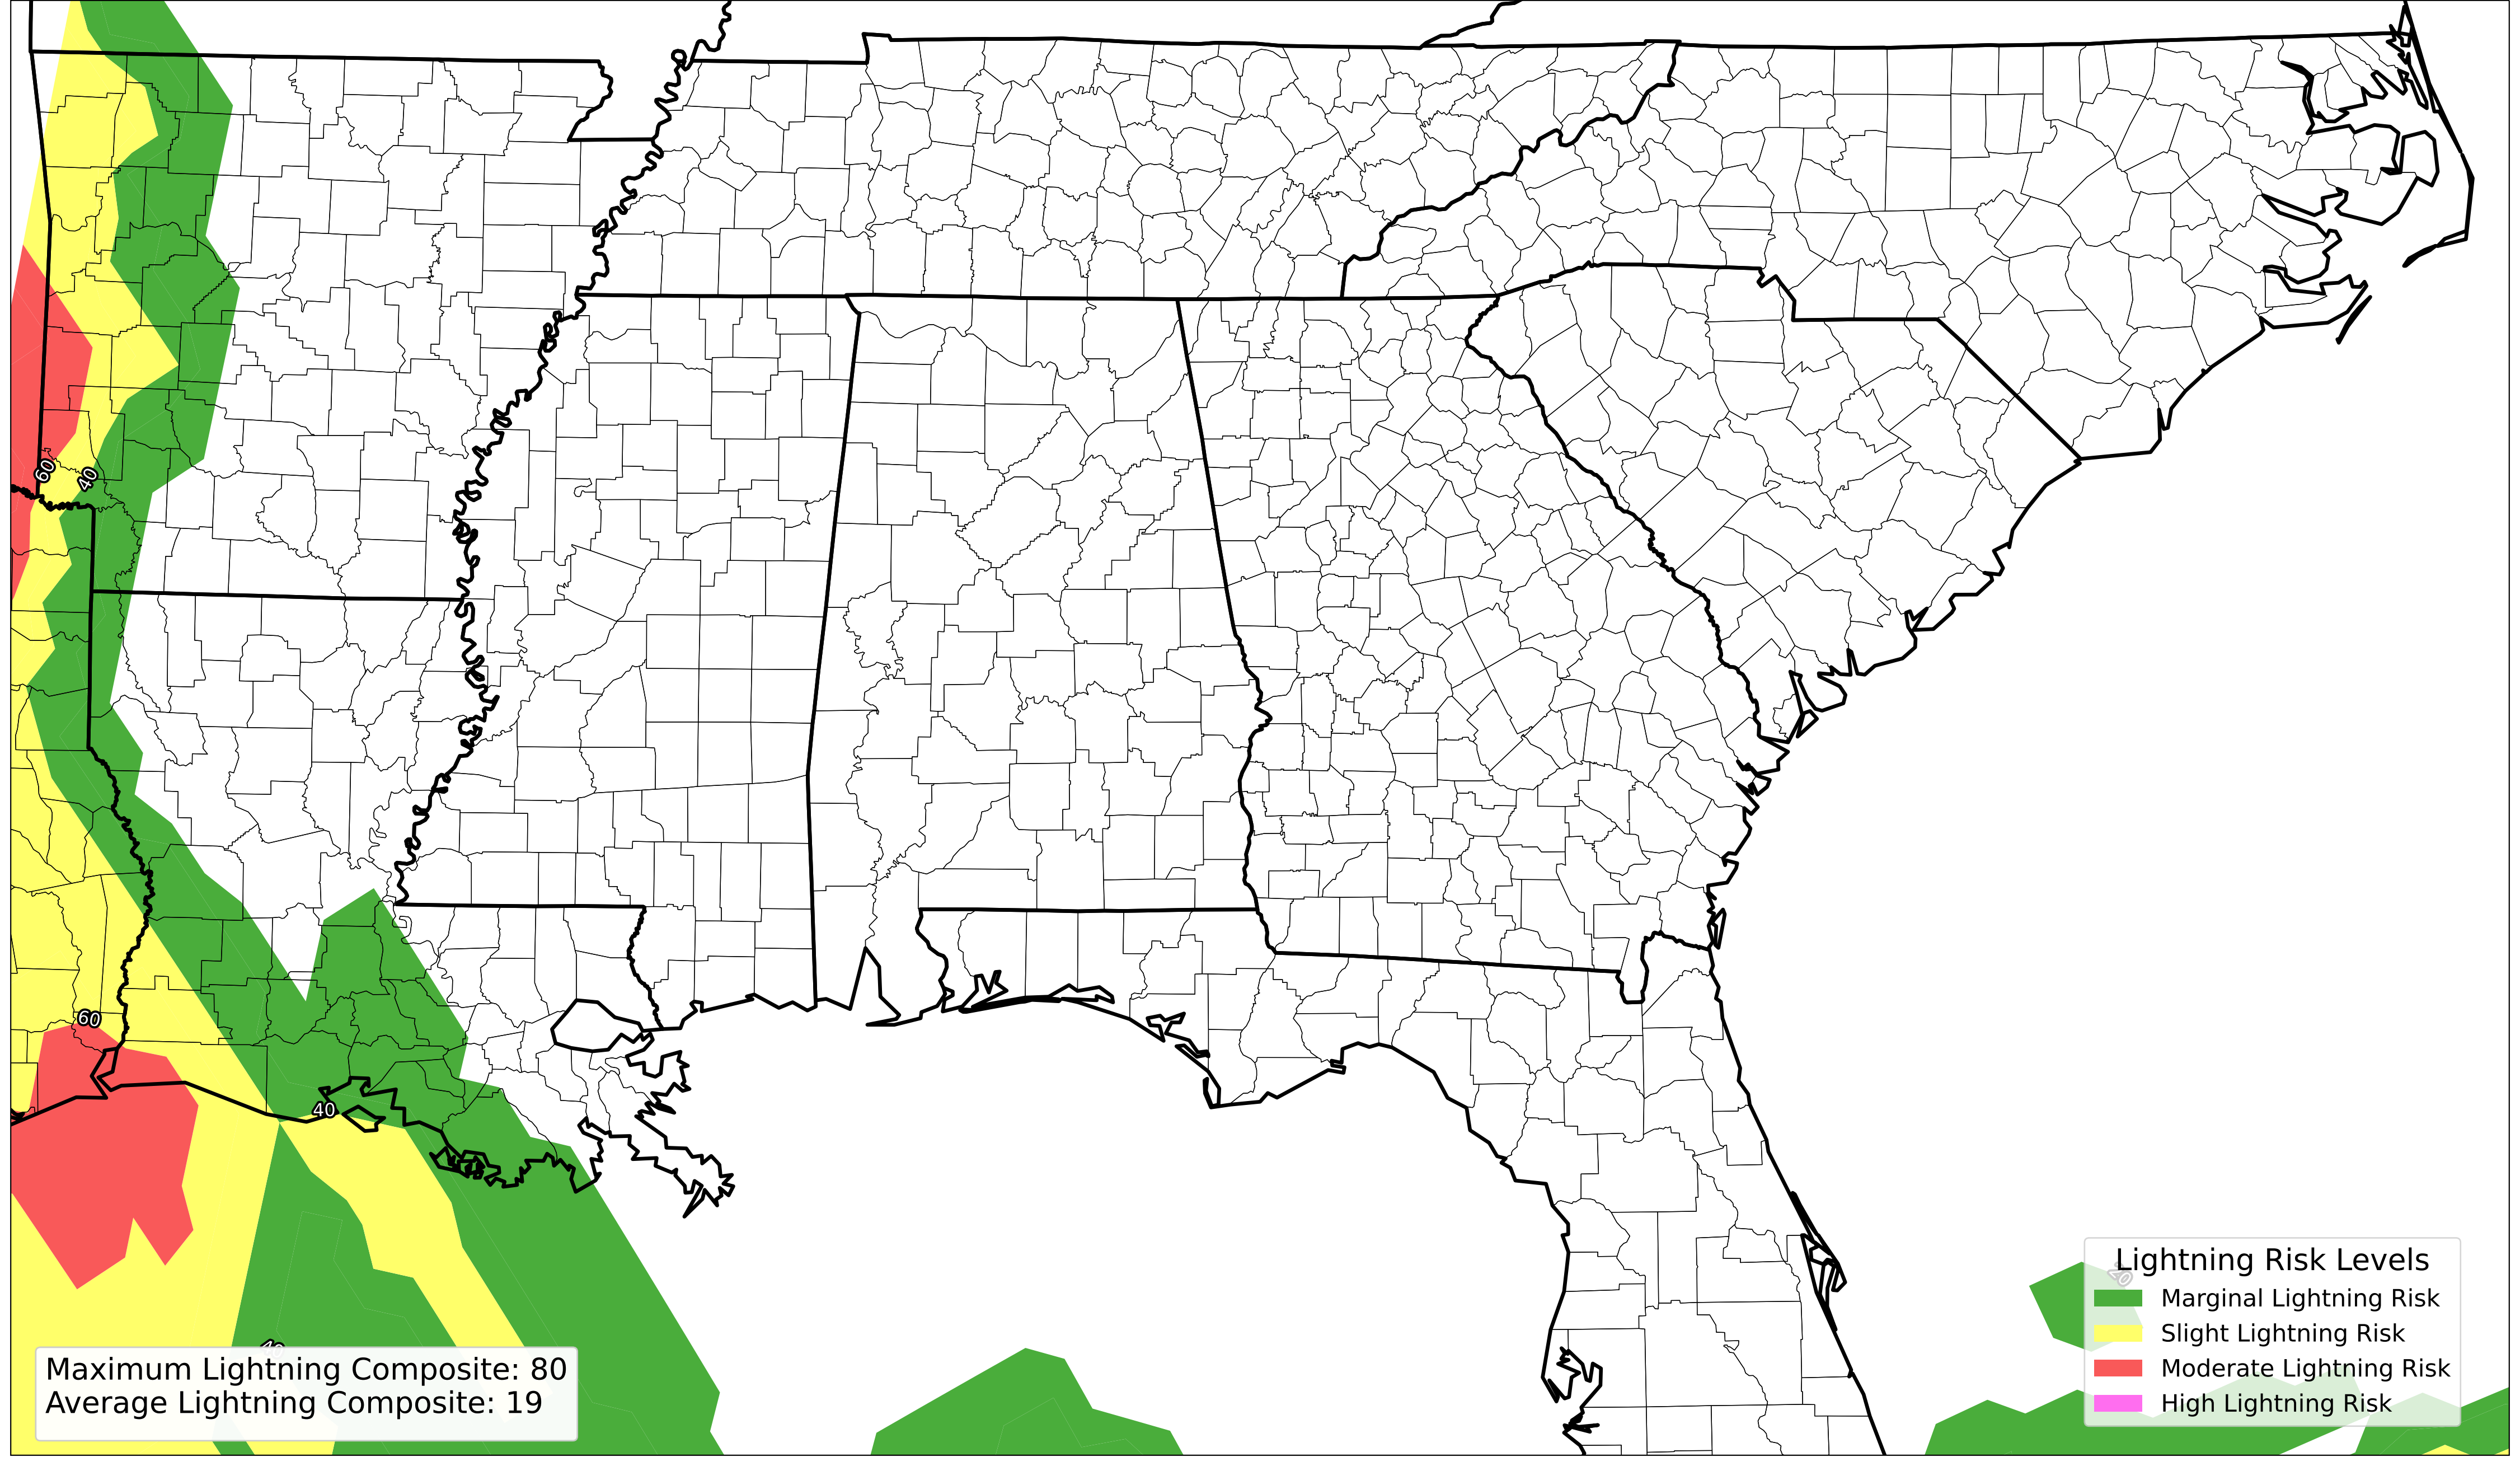 60
40
60
40
Lightning Risk Levels
20
Marginal Lightning Risk
Slight Lightning Risk
Moderate Lightning Risk
High Lightning Risk
Maximum Lightning Composite: 80
Average Lightning Composite: 19